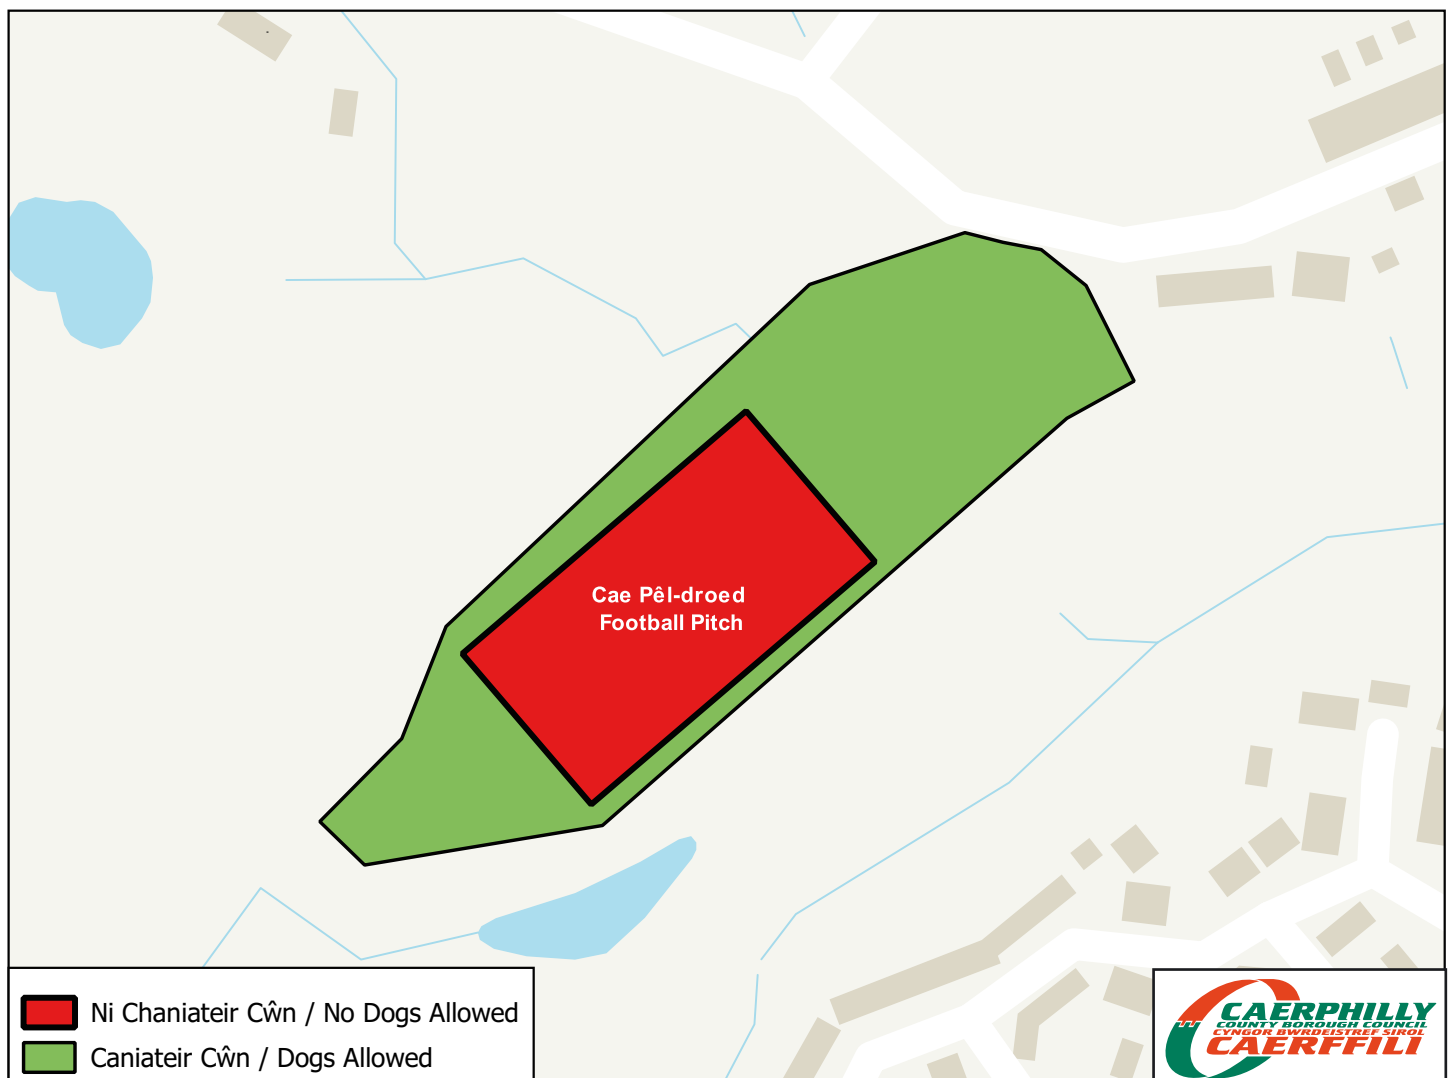 Cae Pêl-droed
Football Pitch
Ni Chaniateir Cŵn / No Dogs Allowed
Caniateir Cŵn / Dogs Allowed
CAERPHILLY
COUNTY BOROUGH COUNCIL
CYNGOR BWRDEISTREF SIROL
CAERFFILI